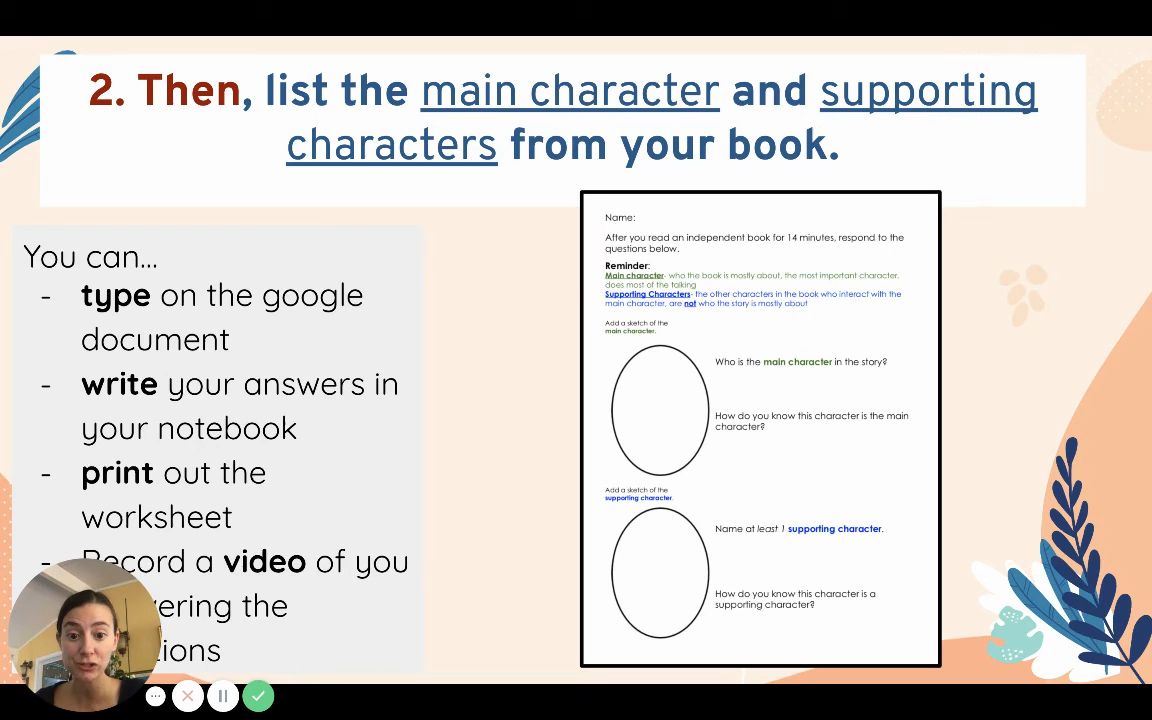 2. Then, list the main character and supporting
characters from your book.
You can...
- type on the google
document
- write your answers in
your notebook
- print out the
worksheet
- Record a video of you
the
Name:
After you read an independent book for 14 minutes, respond to the
questions below.
Reminder:
Main character- who the book is mostly about, the most important character,
does most of the talking
Supporting Characters- the other characters in the book who interact with the
main character, are not who the story is mostly about
Add a sketch of the
main character.
Who is the main character in the story?
How do you know this character is the main
character?
Add a sketch of the
supporting character.
Name at least 1 supporting character.
How do you know this character is a
supporting character?